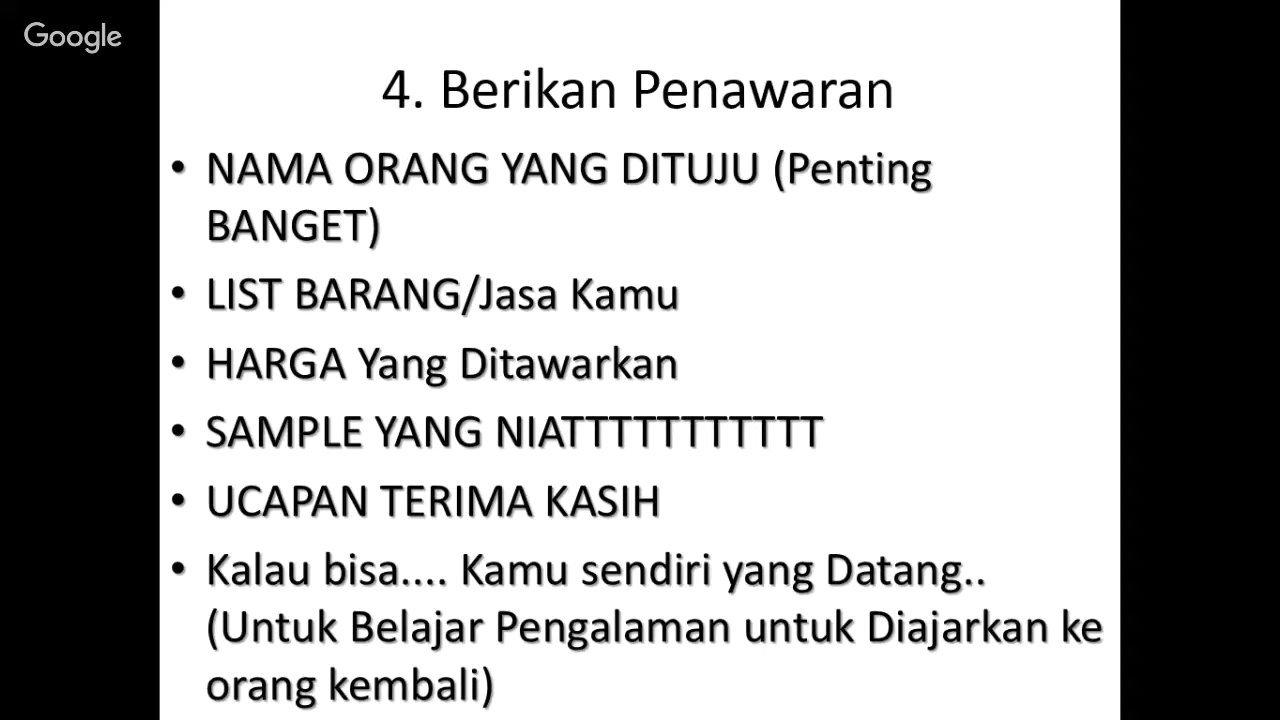 Google
4. Berikan Penawaran
• NAMA ORANG YANG DITUJU (Penting
BANGET)
• LIST BARANG/Jasa Kamu
• HARGA Yang Ditawarkan
• SAMPLE YANG NIATTTTTTTTTTT
• UCAPAN TERIMA KASIH
• Kalau bisa.... Kamu sendiri yang Datang..
(Untuk Belajar Pengalaman untuk Diajarkan ke
orang kembali)